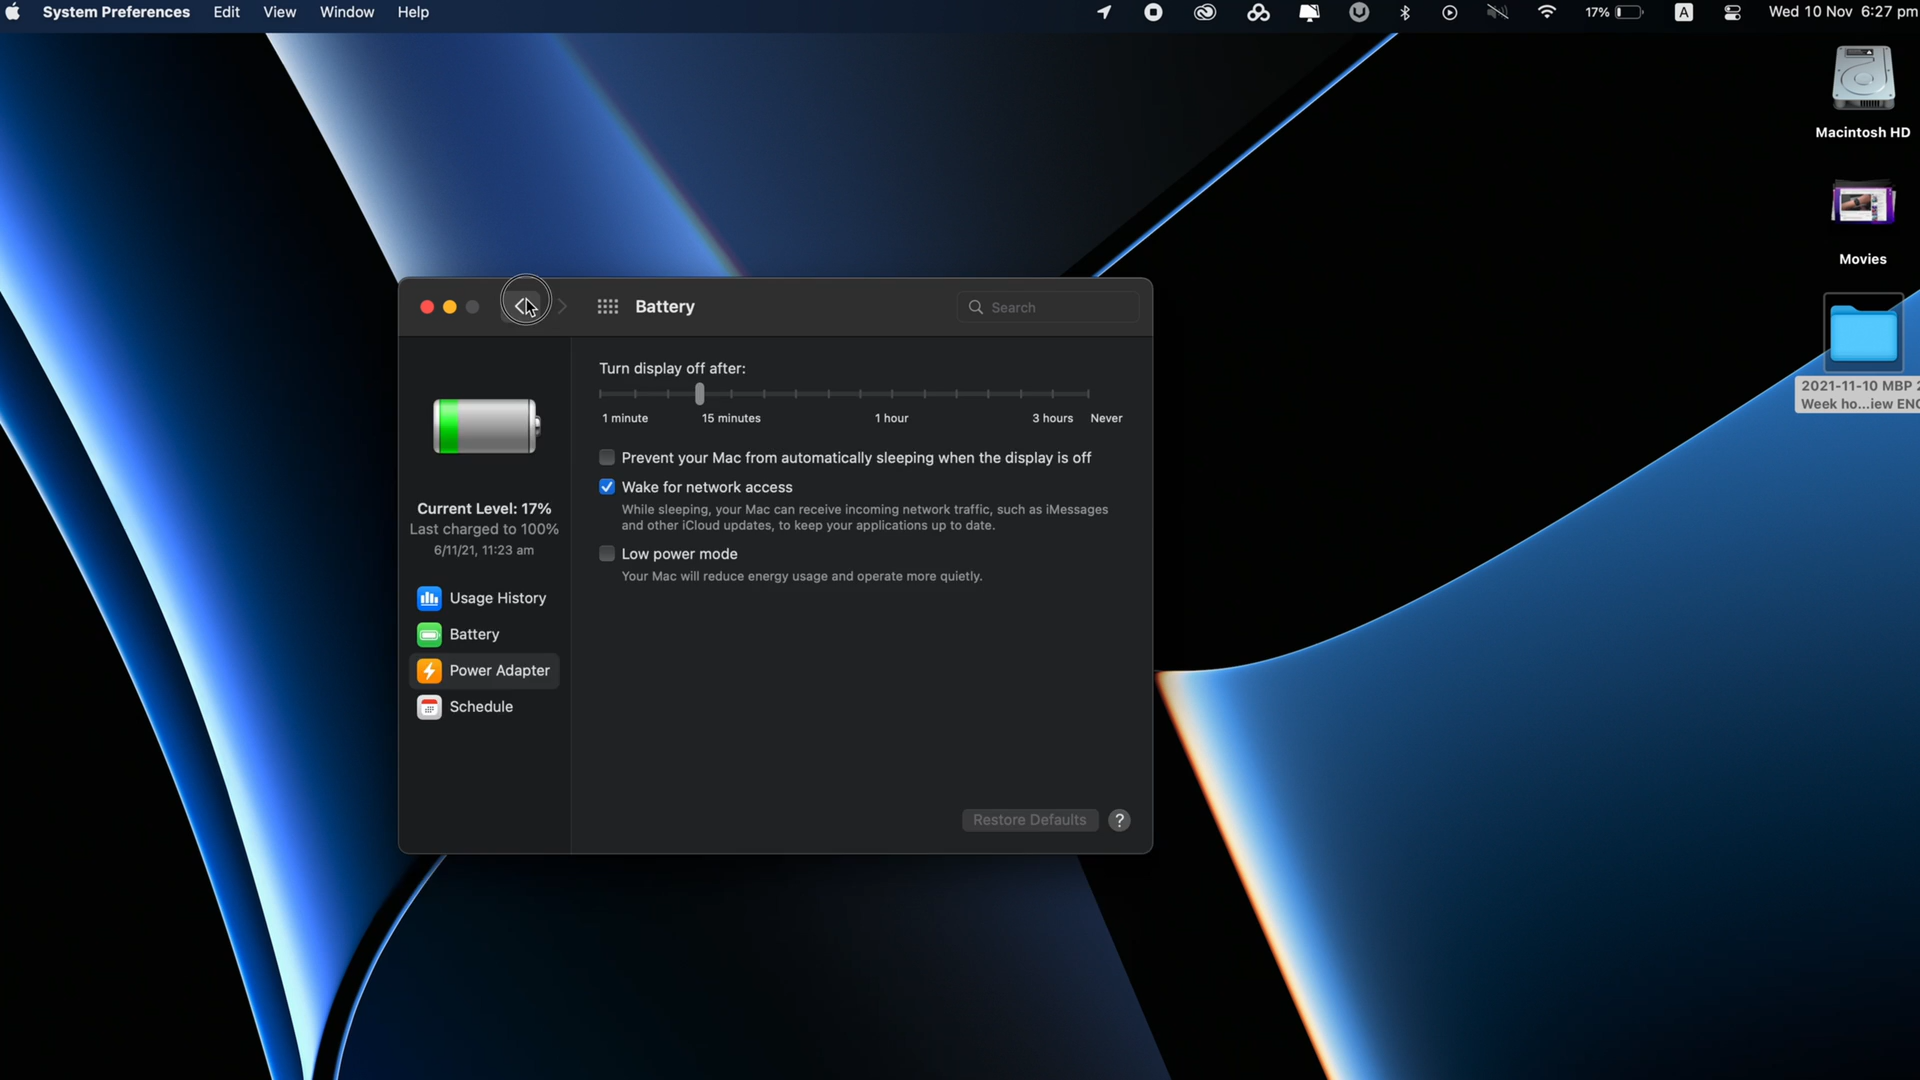 System Preferences Edit View Window Help 17% A Wed 10 Nov 6:27 pm
Macintosh HD
Movies
2021-11-10 MBP 2
Week ho...iew ENG
Battery
Search
Current Level: 17%
Last charged to 100%
6/11/21, 11:23 am
Usage History
Battery
Power Adapter
Schedule
Turn display off after:
1 minute 15 minutes 1 hour 3 hours Never
Prevent your Mac from automatically sleeping when the display is off
Wake for network access
While sleeping, your Mac can receive incoming network traffic, such as iMessages
and other iCloud updates, to keep your applications up to date.
Low power mode
Your Mac will reduce energy usage and operate more quietly.
Restore Defaults ?